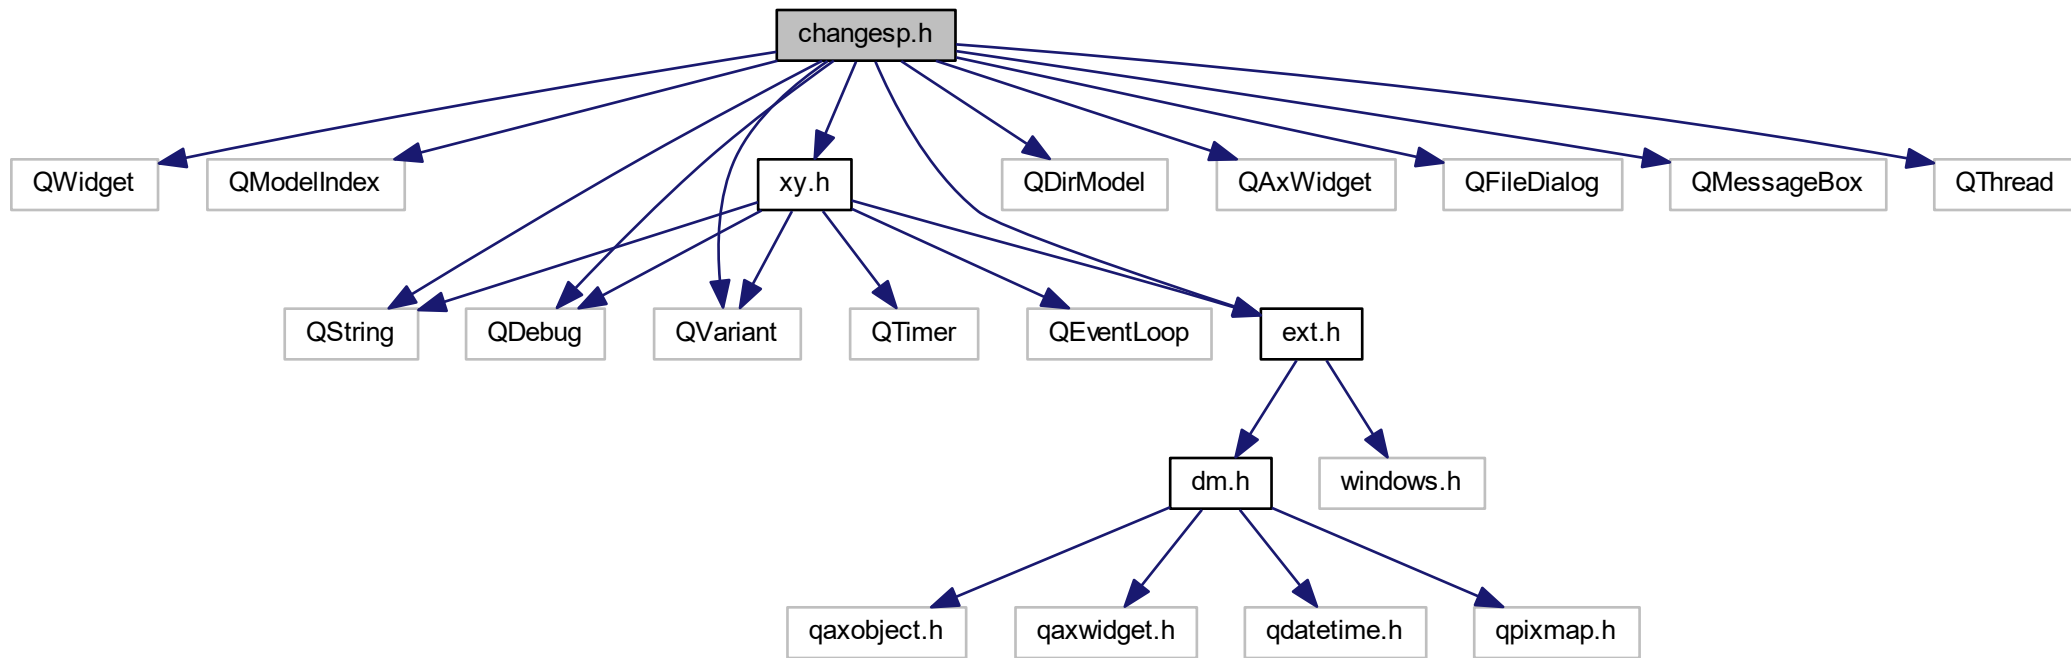 changesp.h
QWidget
QModelIndex
xy.h
QDirModel
QAxWidget
QFileDialog
QMessageBox
QThread
QString
QDebug
QVariant
QTimer
QEventLoop
ext.h
dm.h
windows.h
qaxobject.h
qaxwidget.h
qdatetime.h
qpixmap.h